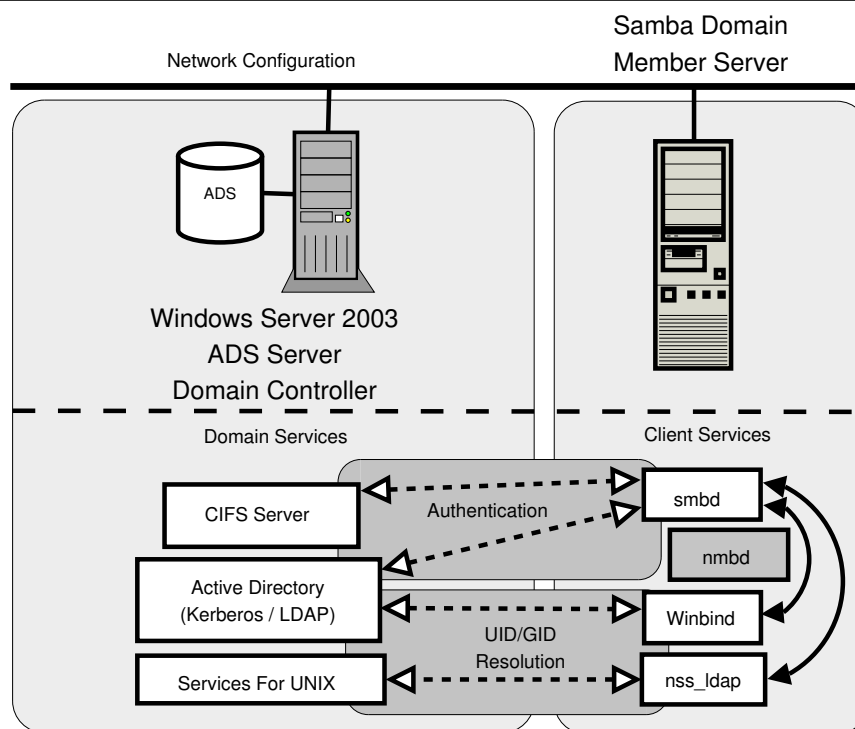 Samba Domain
Member Server
Network Configuration
ADS
Windows Server 2003
ADS Server
Domain Controller
Domain Services
Client Services
CIFS Server
Authentication
smbd
nmbd
Active Directory
(Kerberos / LDAP)
UID/GID
Resolution
Winbind
Services For UNIX
nss_ldap